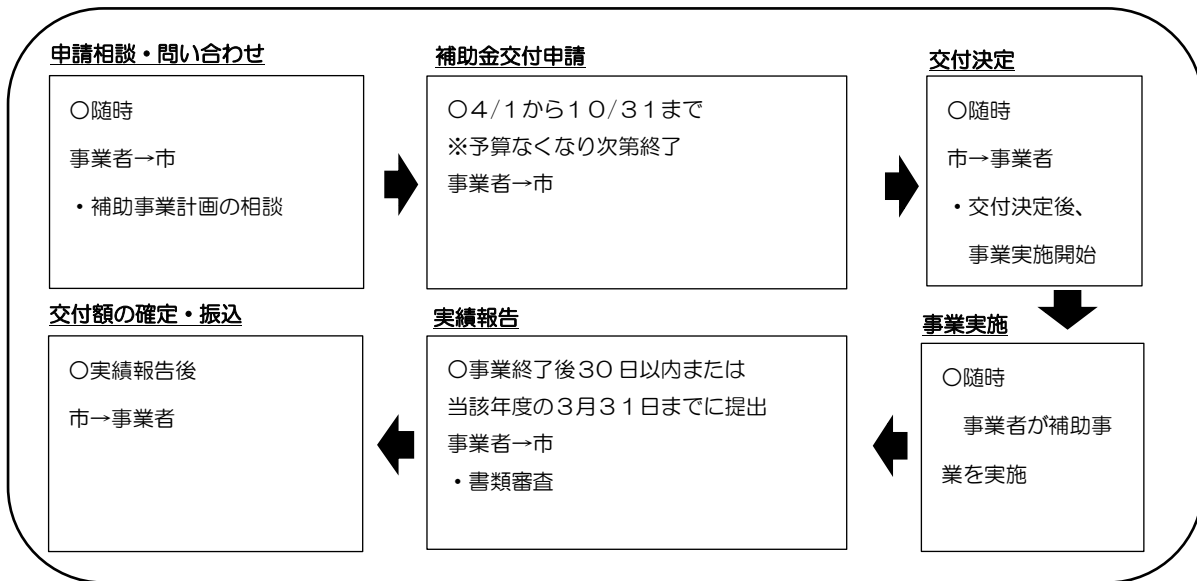 申請相談・問い合わせ
〇随時
事業者→市
・補助事業計画の相談
補助金交付申請
〇4/1から10/31まで
※予算なくなり次第終了
事業者→市
交付決定
〇随時
市→事業者
・交付決定後、
事業実施開始
事業実施
〇随時
事業者が補助事
業を実施
実績報告
〇事業終了後30日以内または
当該年度の3月31日までに提出
事業者→市
・書類審査
交付額の確定・振込
〇実績報告後
市→事業者